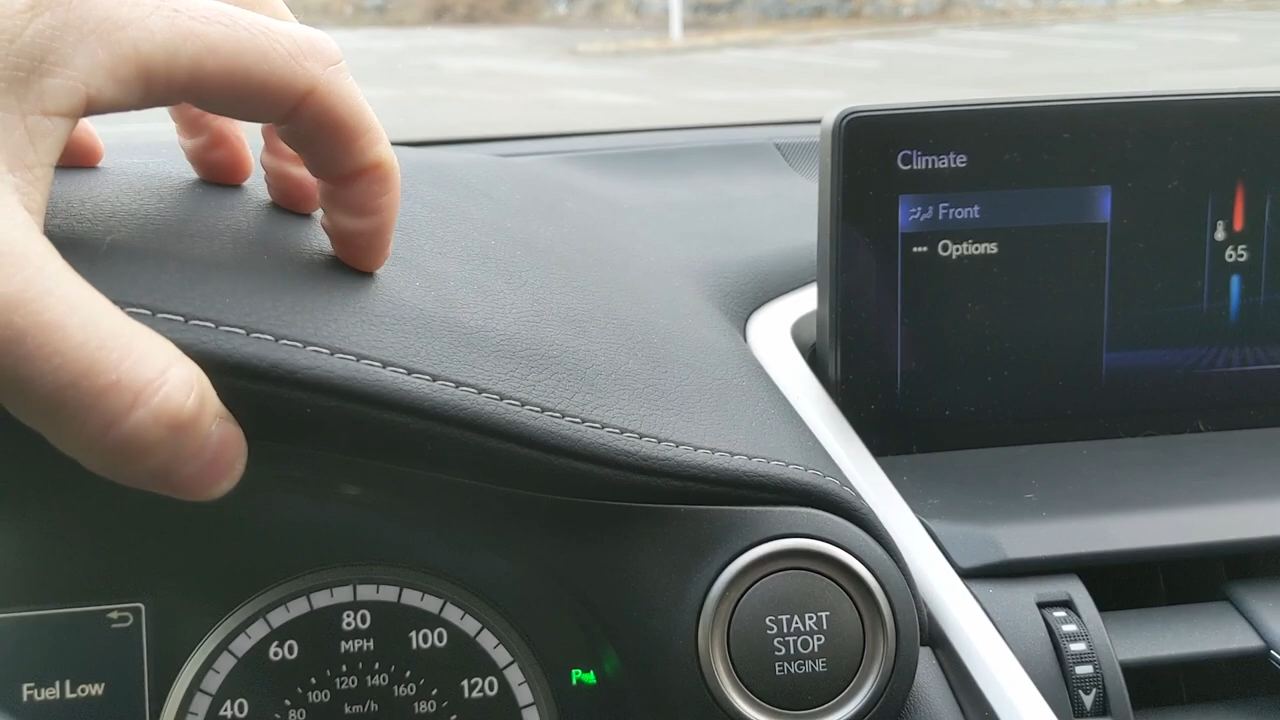 Climate
Front
Options
65
START
STOP
ENGINE
Fuel Low
40
60
80
100
120
MPH
80
100
120
140
160
180
km/h
P